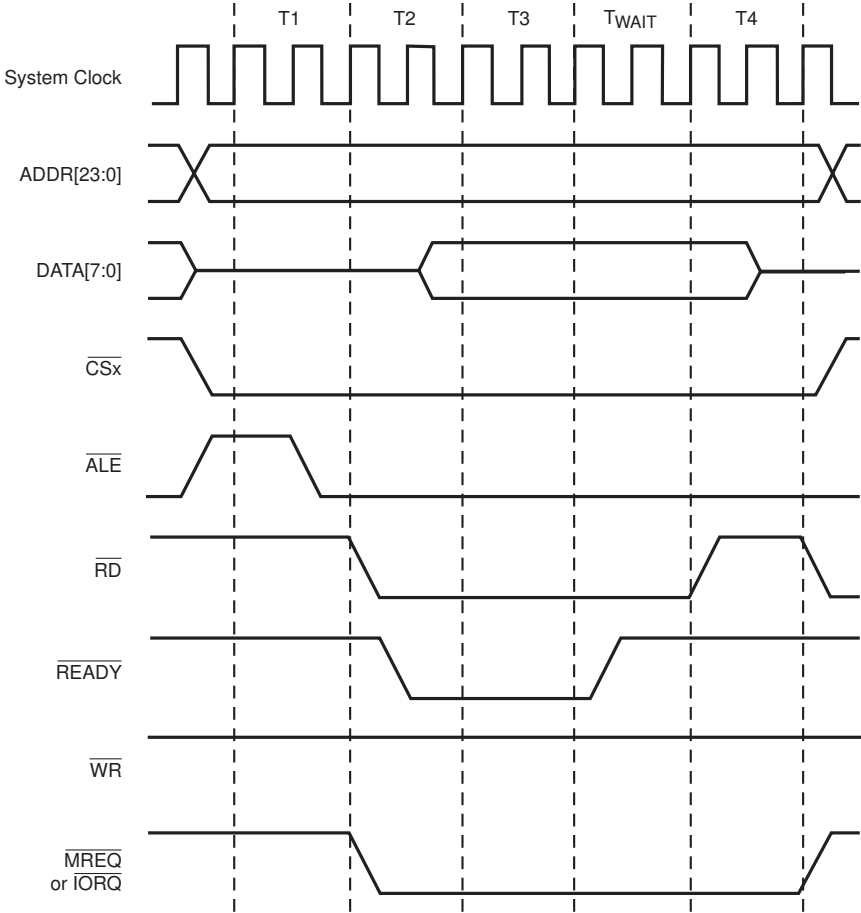 T1 T2 T3 TWAIT T4
System Clock
ADDR[23:0]
DATA[7:0]
CSx
ALE
RD
READY
WR
MREQ
or IORQ